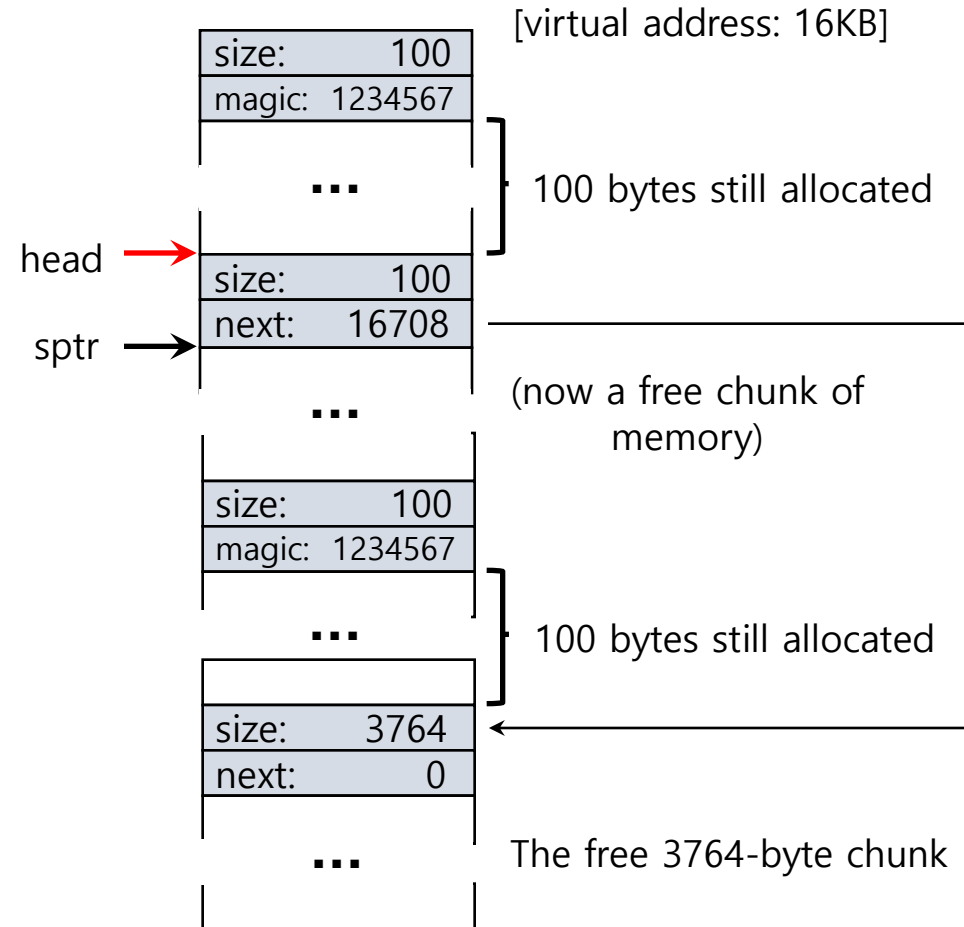 [virtual address: 16KB]
size: 100
magic: 1234567
...
100 bytes still allocated
head
size: 100
next: 16708
sptr
(now a free chunk of
memory)
...
size: 100
magic: 1234567
...
100 bytes still allocated
size: 3764
next: 0
...
The free 3764-byte chunk